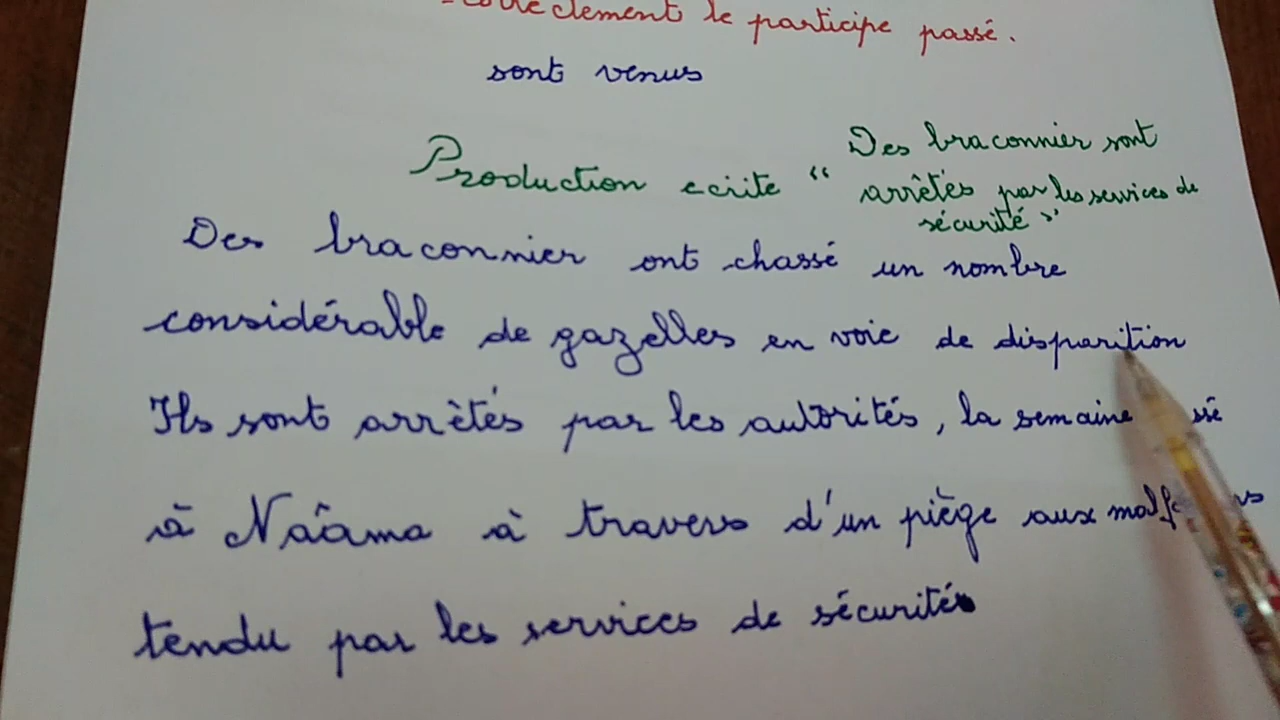 correctement le participe passé.
sont venus
Production ecrite " Des braconnier sont
arrêtés par les services de
sécurité "
Des braconnier ont chassé un nombre
considérable de gazelles en voie de disparition
Ils sont arrètés par les autorités, la semaine
à Naâma à travers d'un piège aux
tendu par les services de sécurité